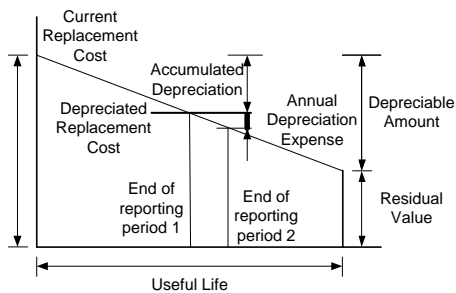 Current
Replacement
Cost
Accumulated
Depreciation
Depreciated
Replacement
Cost
Annual
Depreciation
Expense
Depreciable
Amount
End of
reporting
period 1
End of
reporting
period 2
Residual
Value
Useful Life